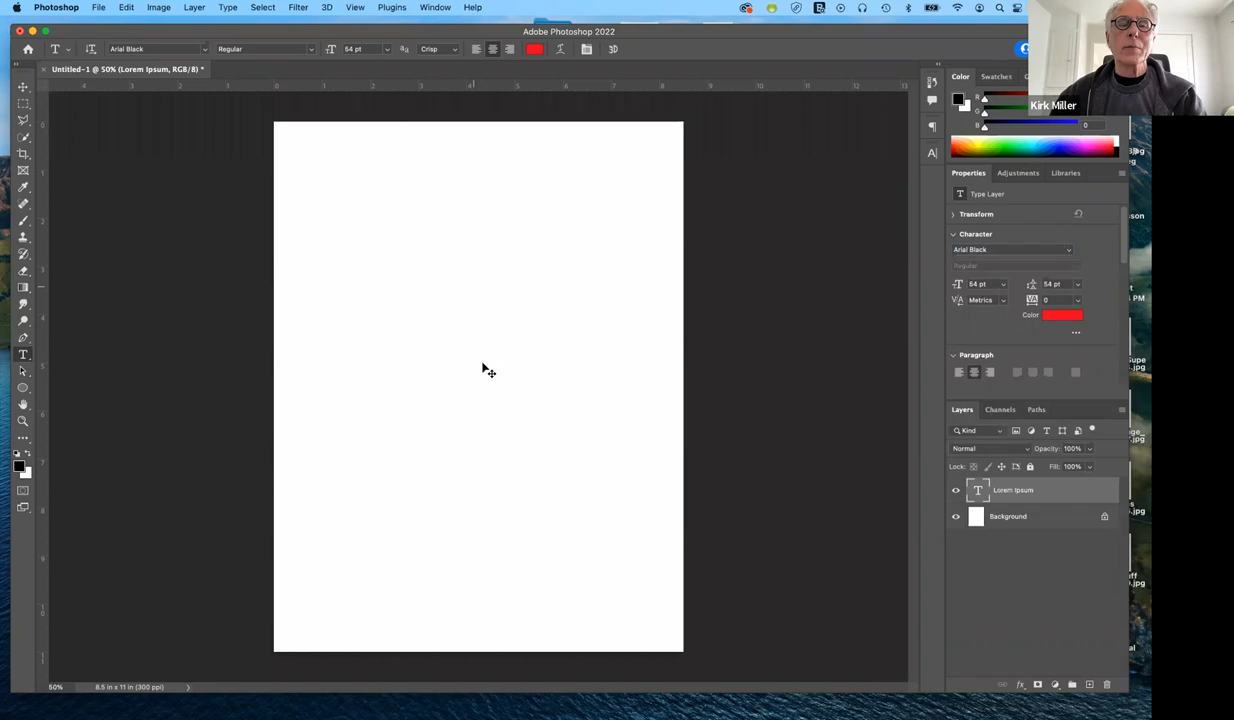 Photoshop File Edit Image Layer Type Select Filter 3D View Plugins Window Help
Adobe Photoshop 2022
Arial Black Regular 54 pt Crisp 3D
Untitled-1 @ 50% (Lorem Ipsum, RGB/8) *
Color Swatches
Kirk Miller
R
G
B 0
Properties Adjustments Libraries
Type Layer
Transform
Character
Arial Black
Regular
54 pt 54 pt
Metrics 0
Color
Paragraph
Layers Channels Paths
Kind
Normal Opacity: 100%
Lock: Fill: 100%
Lorem Ipsum
Background
50% 8.5 in x 11 in (300 ppi)